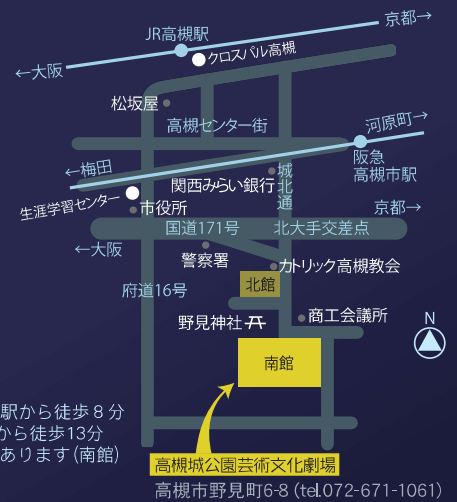 JR高槻駅
京都→
クロスパル高槻
←大阪
松坂屋
高槻センター街
河原町→
←梅田
阪急
高槻市駅
関西みらい銀行
城北通
生涯学習センター
市役所
京都→
国道171号
北大手交差点
←大阪
警察署
カトリック高槻教会
府道16号
北館
野見神社
商工会議所
N
南館
駅から徒歩8分
から徒歩13分
あります(南館)
高槻城公園芸術文化劇場
高槻市野見町6-8(tel.072-671-1061)